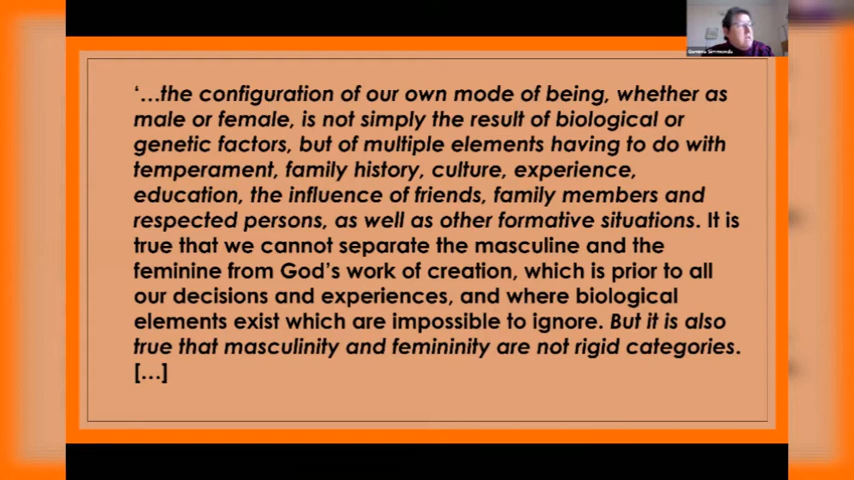 Gemma Simmonds
‘…the configuration of our own mode of being, whether as
male or female, is not simply the result of biological or
genetic factors, but of multiple elements having to do with
temperament, family history, culture, experience,
education, the influence of friends, family members and
respected persons, as well as other formative situations. It is
true that we cannot separate the masculine and the
feminine from God’s work of creation, which is prior to all
our decisions and experiences, and where biological
elements exist which are impossible to ignore. But it is also
true that masculinity and femininity are not rigid categories.
[…]